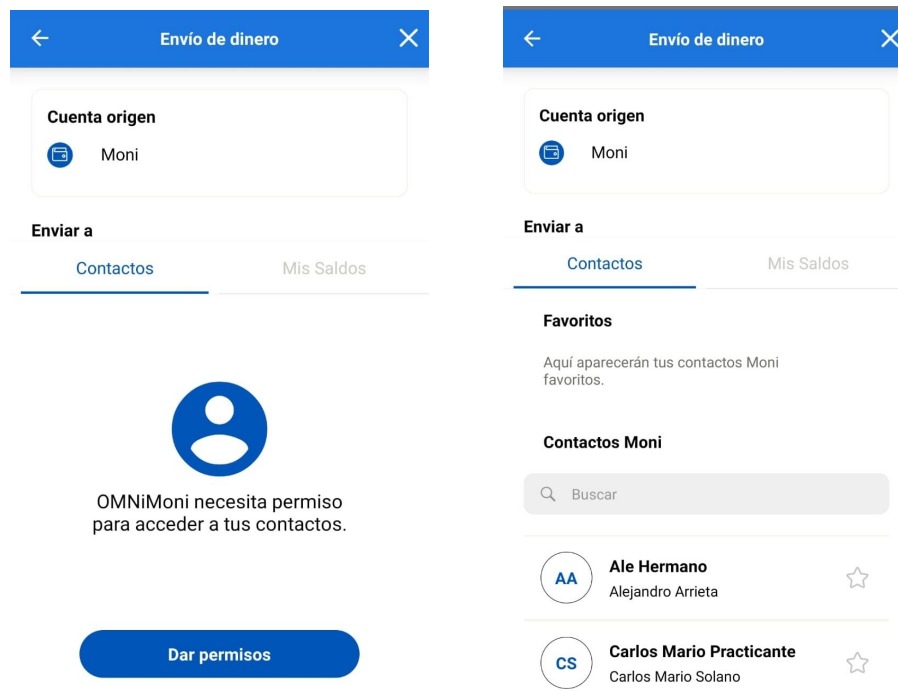 Envío de dinero
Cuenta origen
Moni
Enviar a
Contactos
Mis Saldos
OMNiMoni necesita permiso
para acceder a tus contactos.
Dar permisos
Envío de dinero
Cuenta origen
Moni
Enviar a
Contactos
Mis Saldos
Favoritos
Aquí aparecerán tus contactos Moni
favoritos.
Contactos Moni
Buscar
AA
Ale Hermano
Alejandro Arrieta
CS
Carlos Mario Practicante
Carlos Mario Solano